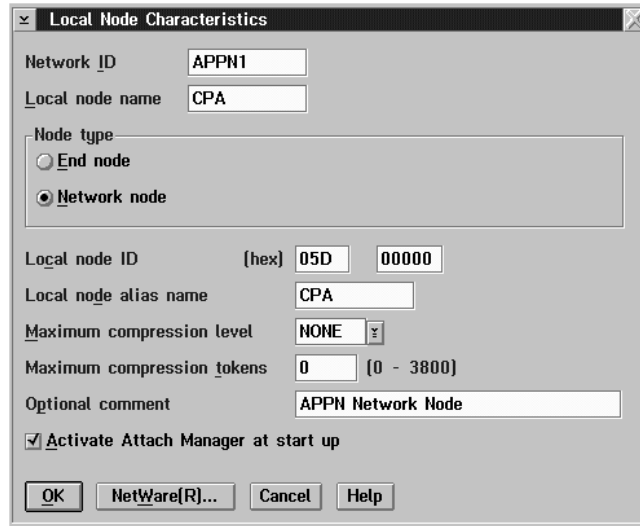 Local Node Characteristics
Network ID APPN1
Local node name CPA
Node type
End node
Network node
Local node ID (hex) 05D 00000
Local node alias name CPA
Maximum compression level NONE
Maximum compression tokens 0 (0 - 3800)
Optional comment APPN Network Node
Activate Attach Manager at start up
OK NetWare(R)... Cancel Help